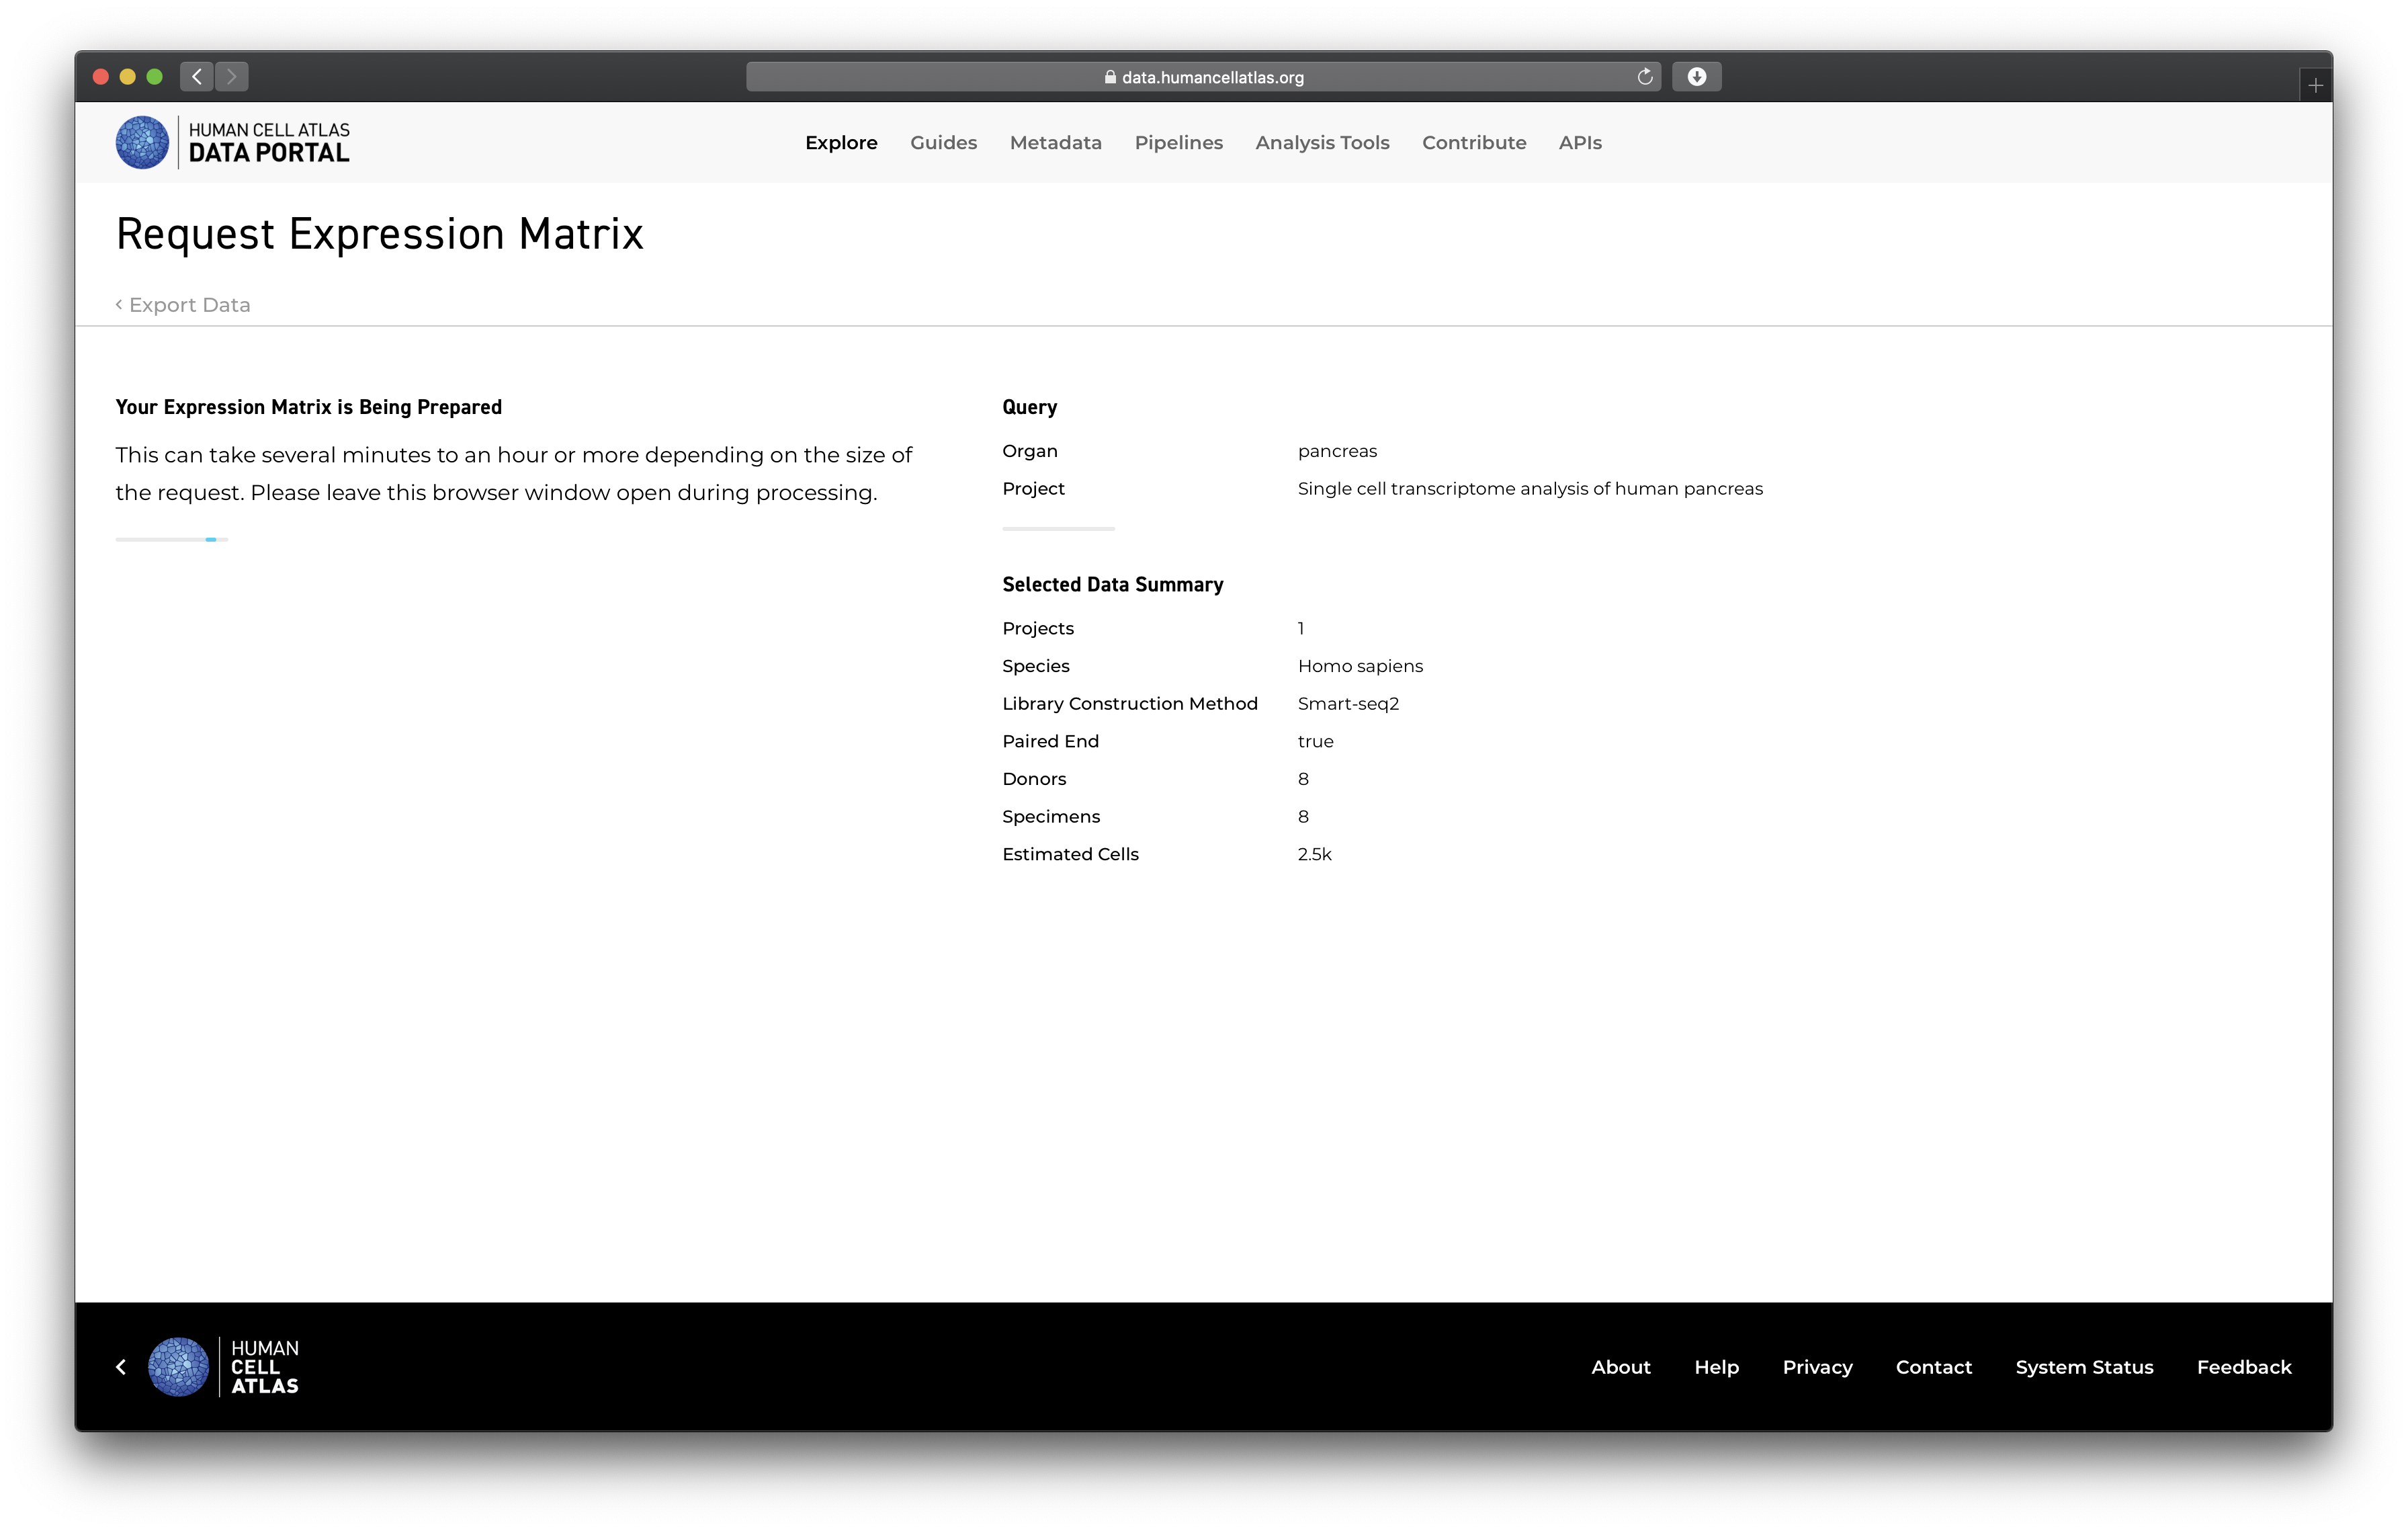 data.humancellatlas.org
HUMAN CELL ATLAS
DATA PORTAL
Explore Guides Metadata Pipelines Analysis Tools Contribute APIs
Request Expression Matrix
< Export Data
Your Expression Matrix is Being Prepared
This can take several minutes to an hour or more depending on the size of
the request. Please leave this browser window open during processing.
Query
Organ pancreas
Project Single cell transcriptome analysis of human pancreas
Selected Data Summary
Projects 1
Species Homo sapiens
Library Construction Method Smart-seq2
Paired End true
Donors 8
Specimens 8
Estimated Cells 2.5k
HUMAN
CELL
ATLAS
About Help Privacy Contact System Status Feedback